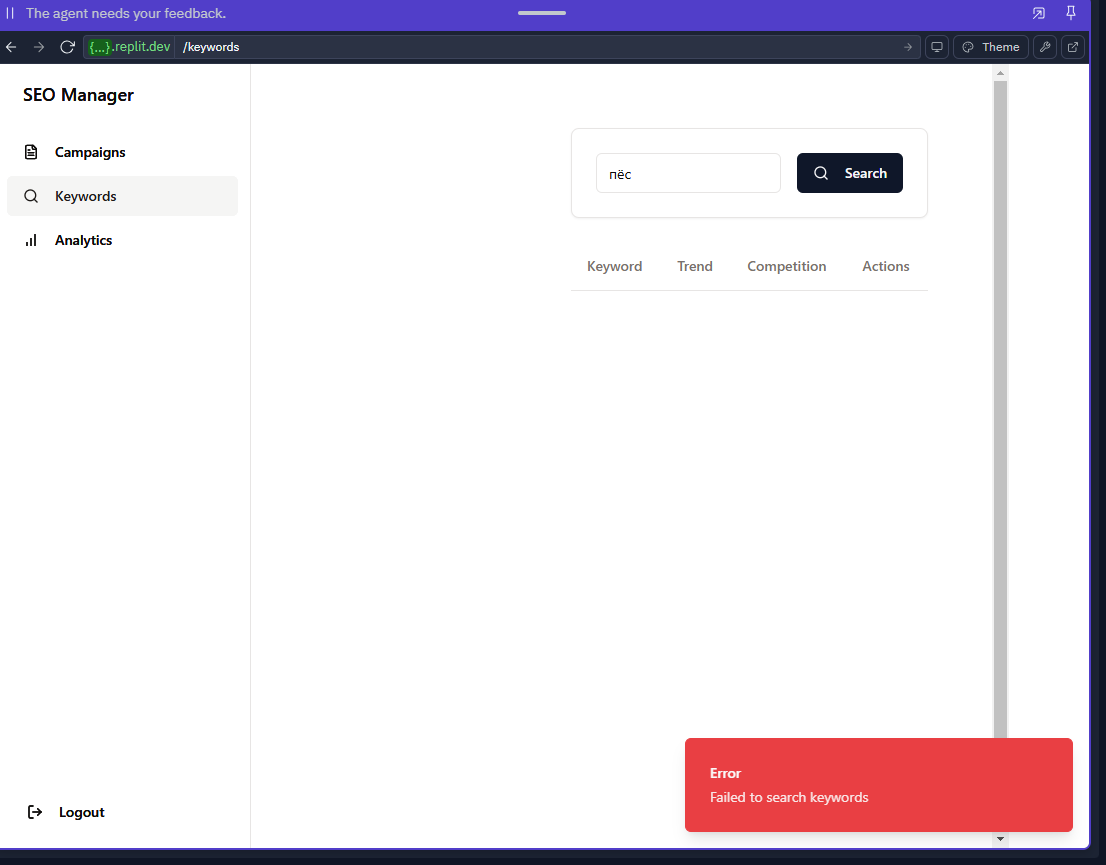 The agent needs your feedback.
{...}.replit.dev /keywords Theme
SEO Manager
Campaigns
Keywords
Analytics
пёс Search
Keyword Trend Competition Actions
Error
Failed to search keywords
Logout